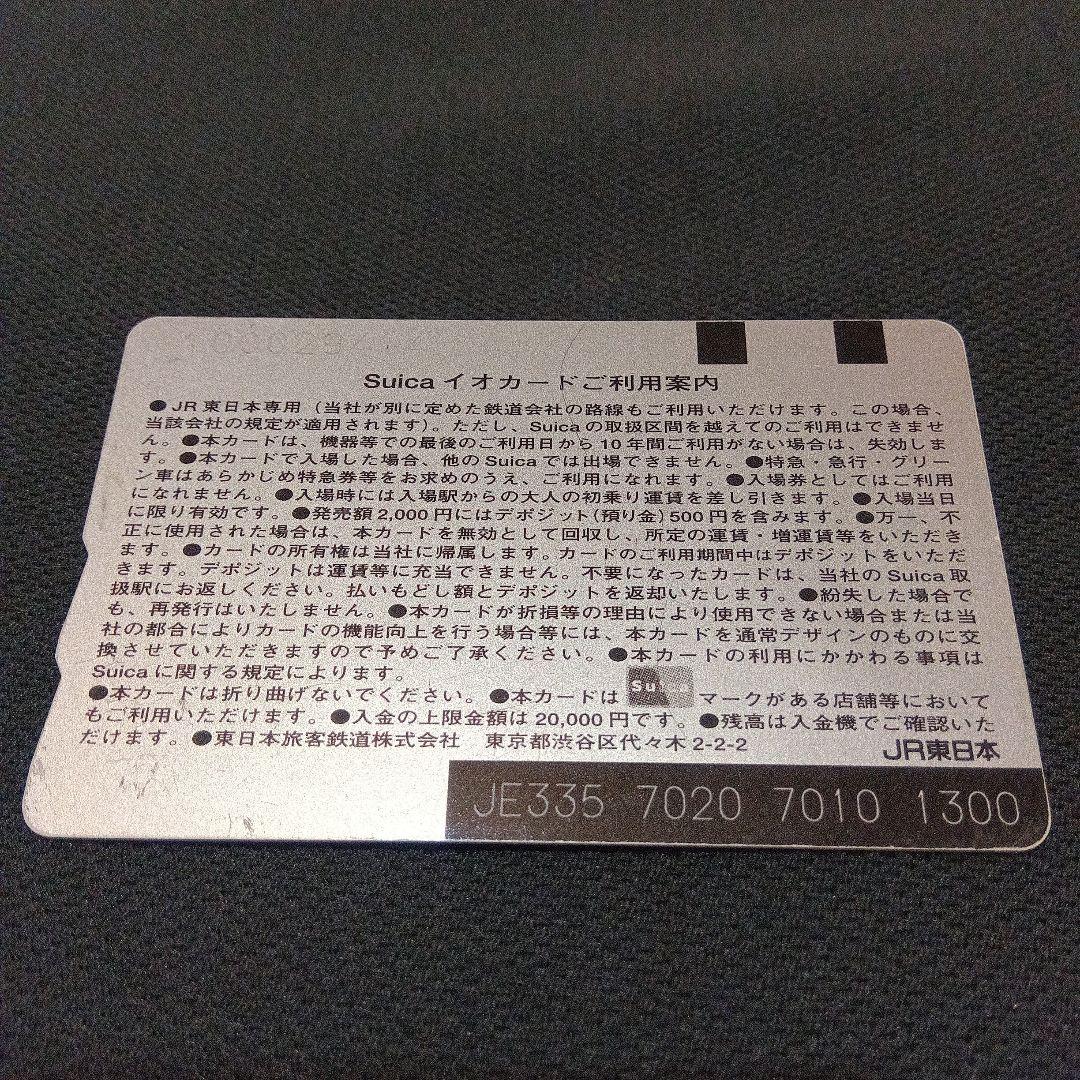 Suica イオカードご利用案内
●JR東日本専用（当社が別に定めた鉄道会社の路線もご利用いただけます。この場合、
当該会社の規定が適用されます）。ただし、Suicaの取扱区間を越えてのご利用はできませ
ん。●本カードは、機器等での最後のご利用日から10年間ご利用がない場合は、失効しま
す。●本カードで入場した場合、他のSuicaでは出場できません。●特急・急行・グリー
ン車はあらかじめ特急券等をお求めのうえ、ご利用になれます。●入場券としてはご利用
になれません。●入場時には入場駅からの大人の初乗り運賃を差し引きます。●入場当日
に限り有効です。●発売額2,000円にはデポジット（預り金）500円を含みます。●万一、不
正に使用された場合は、本カードを無効として回収し、所定の運賃・増運賃等をいただき
ます。●カードの所有権は当社に帰属します。カードのご利用期間中はデポジットをいただ
きます。デポジットは運賃等に充当できません。不要になったカードは、当社のSuica取
扱駅にお返しください。払いもどし額とデポジットを返却いたします。●紛失した場合で
も、再発行はいたしません。●本カードが折損等の理由により使用できない場合または当
社の都合によりカードの機能向上を行う場合等には、本カードを通常デザインのものに交
換させていただきますので予めご了承ください。●本カードの利用にかかわる事項は
Suicaに関する規定によります。
●本カードは折り曲げないでください。●本カードは Suica マークがある店舗等において
もご利用いただけます。●入金の上限金額は20,000円です。●残高は入金機でご確認いた
だけます。●東日本旅客鉄道株式会社 東京都渋谷区代々木2-2-2
JR東日本
JE335 7020 7010 1300